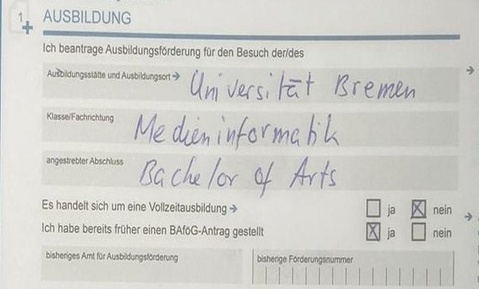 1 AUSBILDUNG
Ich beantrage Ausbildungsförderung für den Besuch der/des
Ausbildungsstätte und Ausbildungsort → Universität Bremen
Klasse/Fachrichtung Medieninformatik
angestrebter Abschluss Bachelor of Arts
Es handelt sich um eine Vollzeitausbildung → ☐ ja ☒ nein
Ich habe bereits früher einen BAföG-Antrag gestellt ☒ ja ☐ nein
bisheriges Amt für Ausbildungsförderung bisherige Förderungsnummer